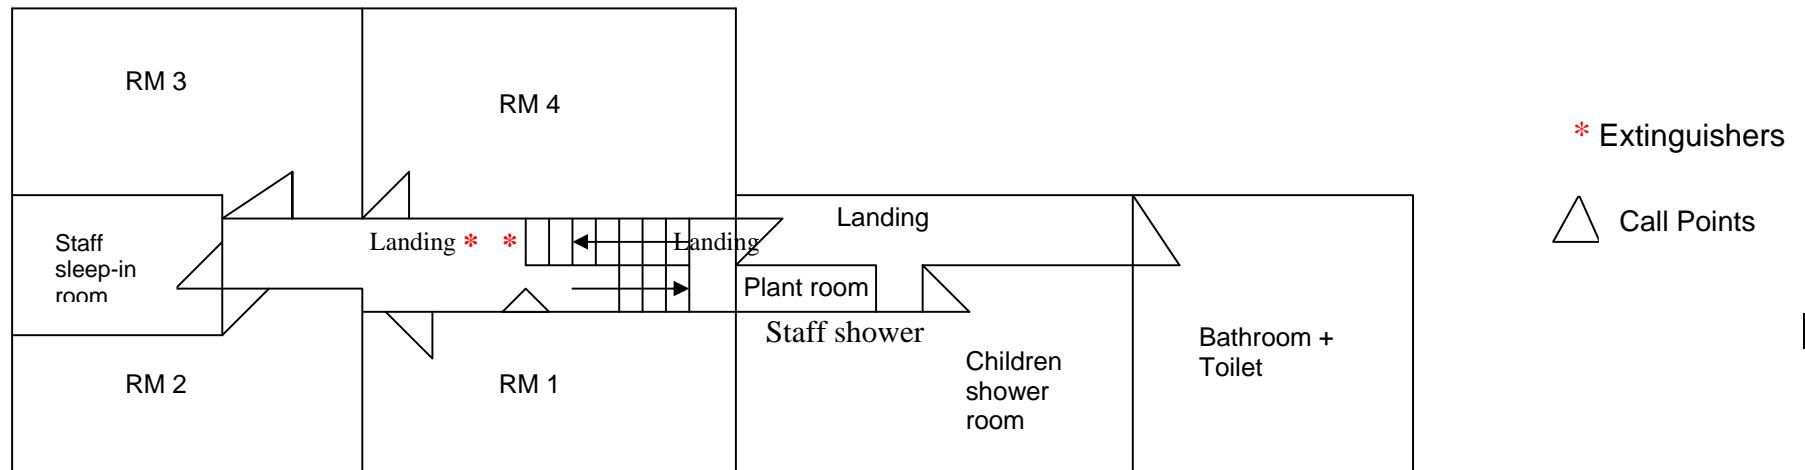 RM 3
RM 4
* Extinguishers
Call Points
Staff
sleep-in
room
Landing * *
Landing
Landing
Plant room
Staff shower
RM 2
RM 1
Children
shower
room
Bathroom +
Toilet